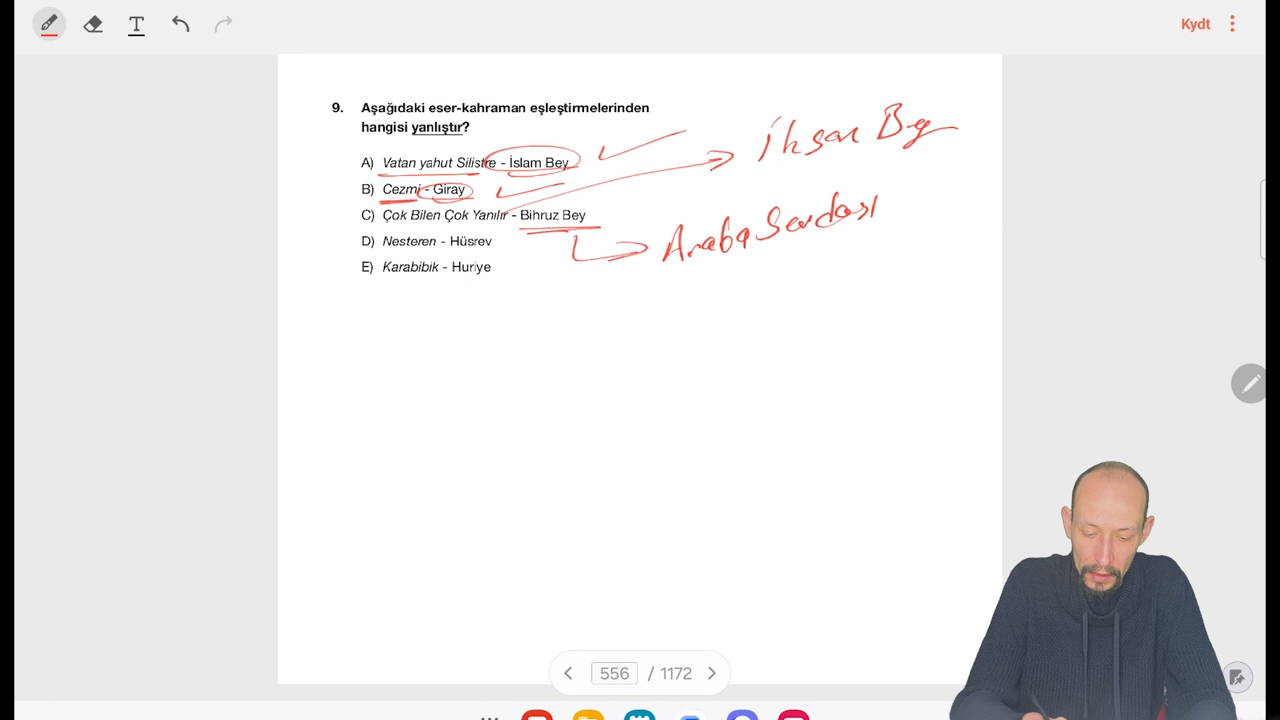 T
Kydt
9. Aşağıdaki eser-kahraman eşleştirmelerinden
hangisi yanlıştır?
A) Vatan yahut Silistre - İslam Bey
B) Cezmi - Giray
C) Çok Bilen Çok Yanılır - Bihruz Bey
D) Nesteren - Hüsrev
E) Karabibik - Huriye
İhsan Bey
Araba Sevdası
556 / 1172